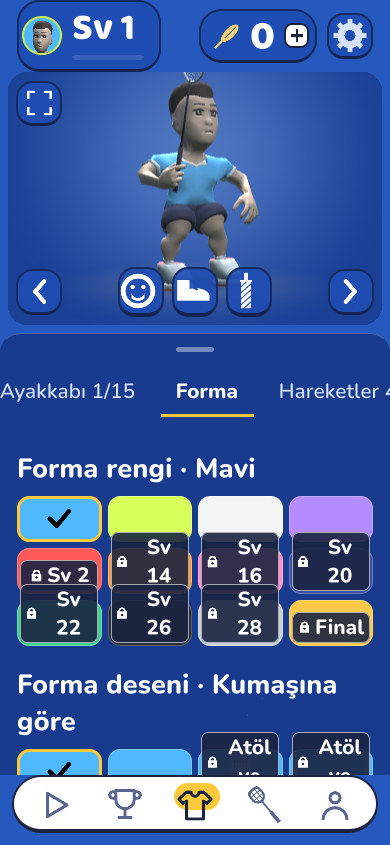 Sv 1
0
Ayakkabı 1/15
Forma
Hareketler 4
Forma rengi · Mavi
Sv 2
Sv
14
Sv
16
Sv
20
Sv
22
Sv
26
Sv
28
Final
Forma deseni · Kumaşına
göre
Atöl
Atöl